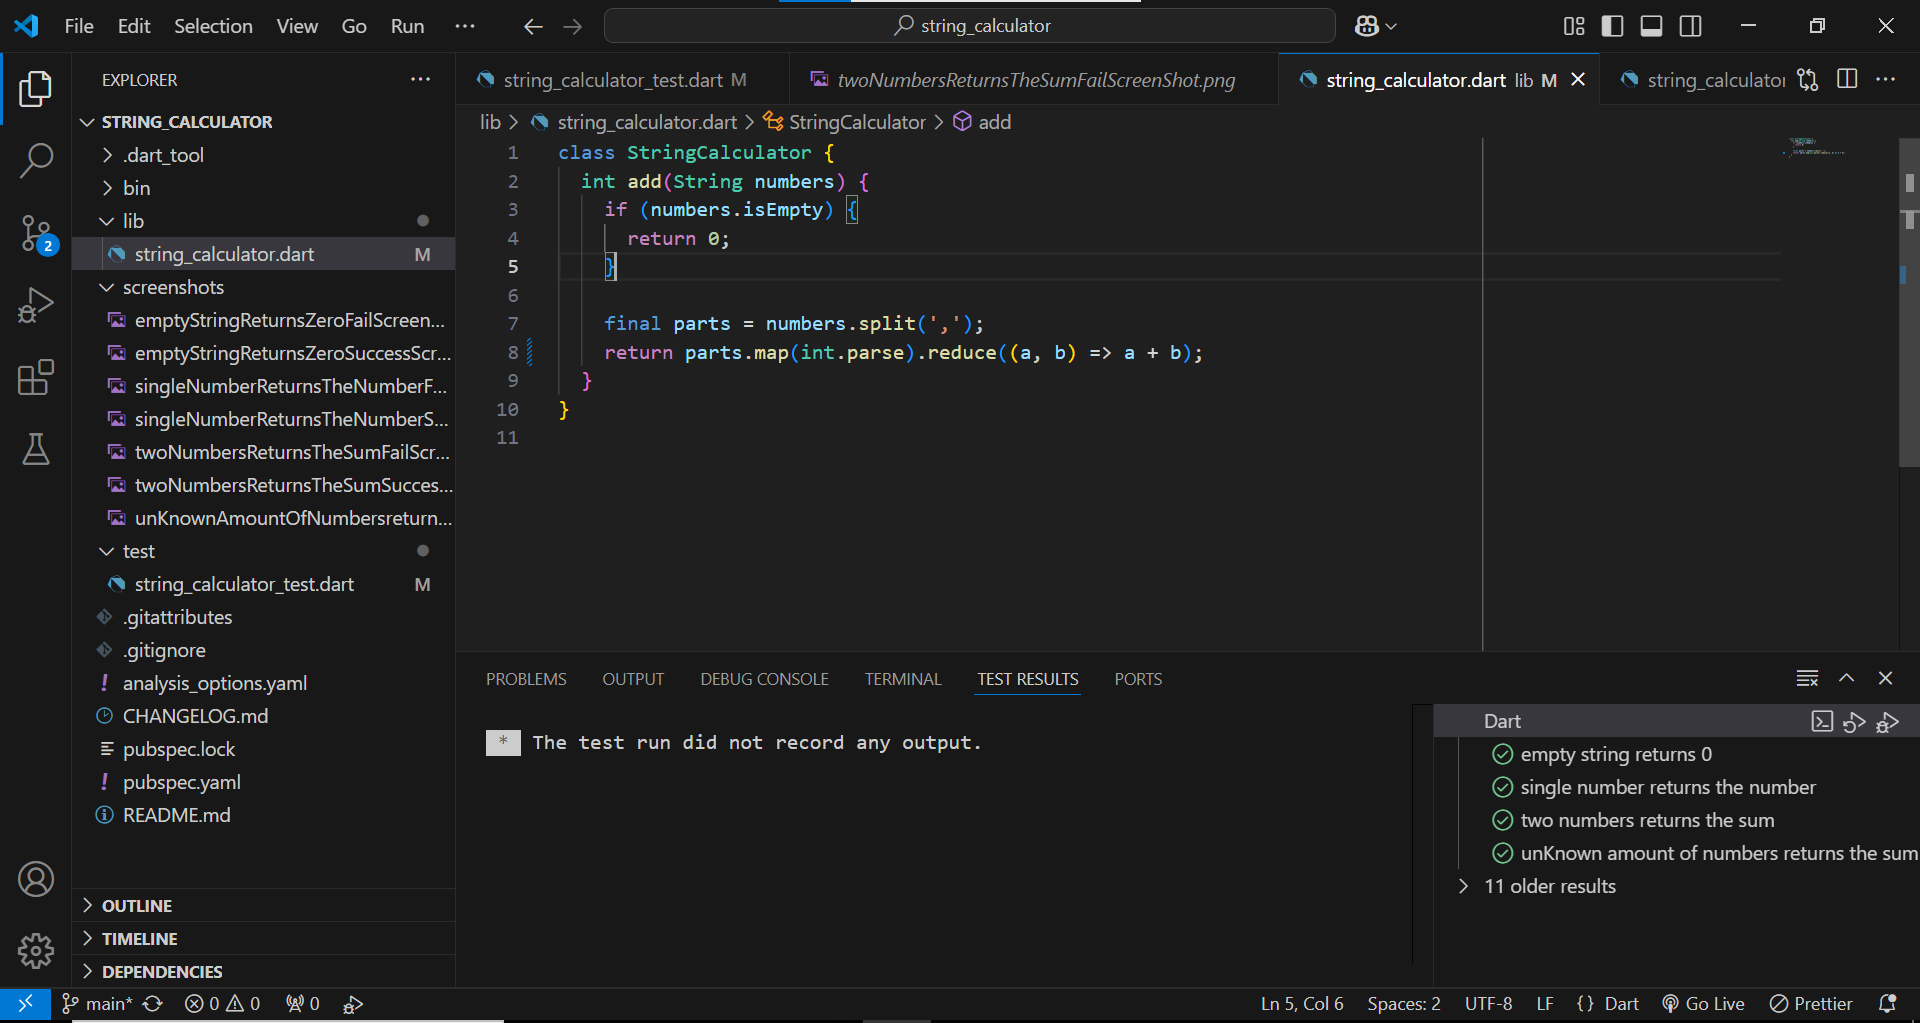 File Edit Selection View Go Run ···
string_calculator
EXPLORER
STRING_CALCULATOR
.dart_tool
bin
lib
string_calculator.dart M
screenshots
emptyStringReturnsZeroFailScreen...
emptyStringReturnsZeroSuccessScr...
singleNumberReturnsTheNumberF...
singleNumberReturnsTheNumberS...
twoNumbersReturnsTheSumFailScr...
twoNumbersReturnsTheSumSucces...
unKnownAmountOfNumbersreturn...
test
string_calculator_test.dart M
.gitattributes
.gitignore
analysis_options.yaml
CHANGELOG.md
pubspec.lock
pubspec.yaml
README.md
OUTLINE
TIMELINE
DEPENDENCIES
2
string_calculator_test.dart M
twoNumbersReturnsTheSumFailScreenShot.png
string_calculator.dart lib M
string_calculator
lib > string_calculator.dart > StringCalculator > add
1 class StringCalculator {
2 int add(String numbers) {
3 if (numbers.isEmpty) {
4 return 0;
5 }
6
7 final parts = numbers.split(',');
8 return parts.map(int.parse).reduce((a, b) => a + b);
9 }
10 }
11
PROBLEMS OUTPUT DEBUG CONSOLE TERMINAL TEST RESULTS PORTS
* The test run did not record any output.
Dart
empty string returns 0
single number returns the number
two numbers returns the sum
unKnown amount of numbers returns the sum
11 older results
main* 0 0 0 Ln 5, Col 6 Spaces: 2 UTF-8 LF {} Dart Go Live Prettier